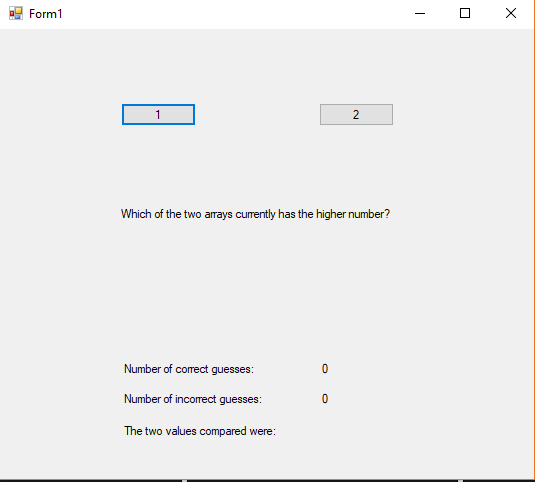 Form1
1 2
Which of the two arrays currently has the higher number?
Number of correct guesses: 0
Number of incorrect guesses: 0
The two values compared were: